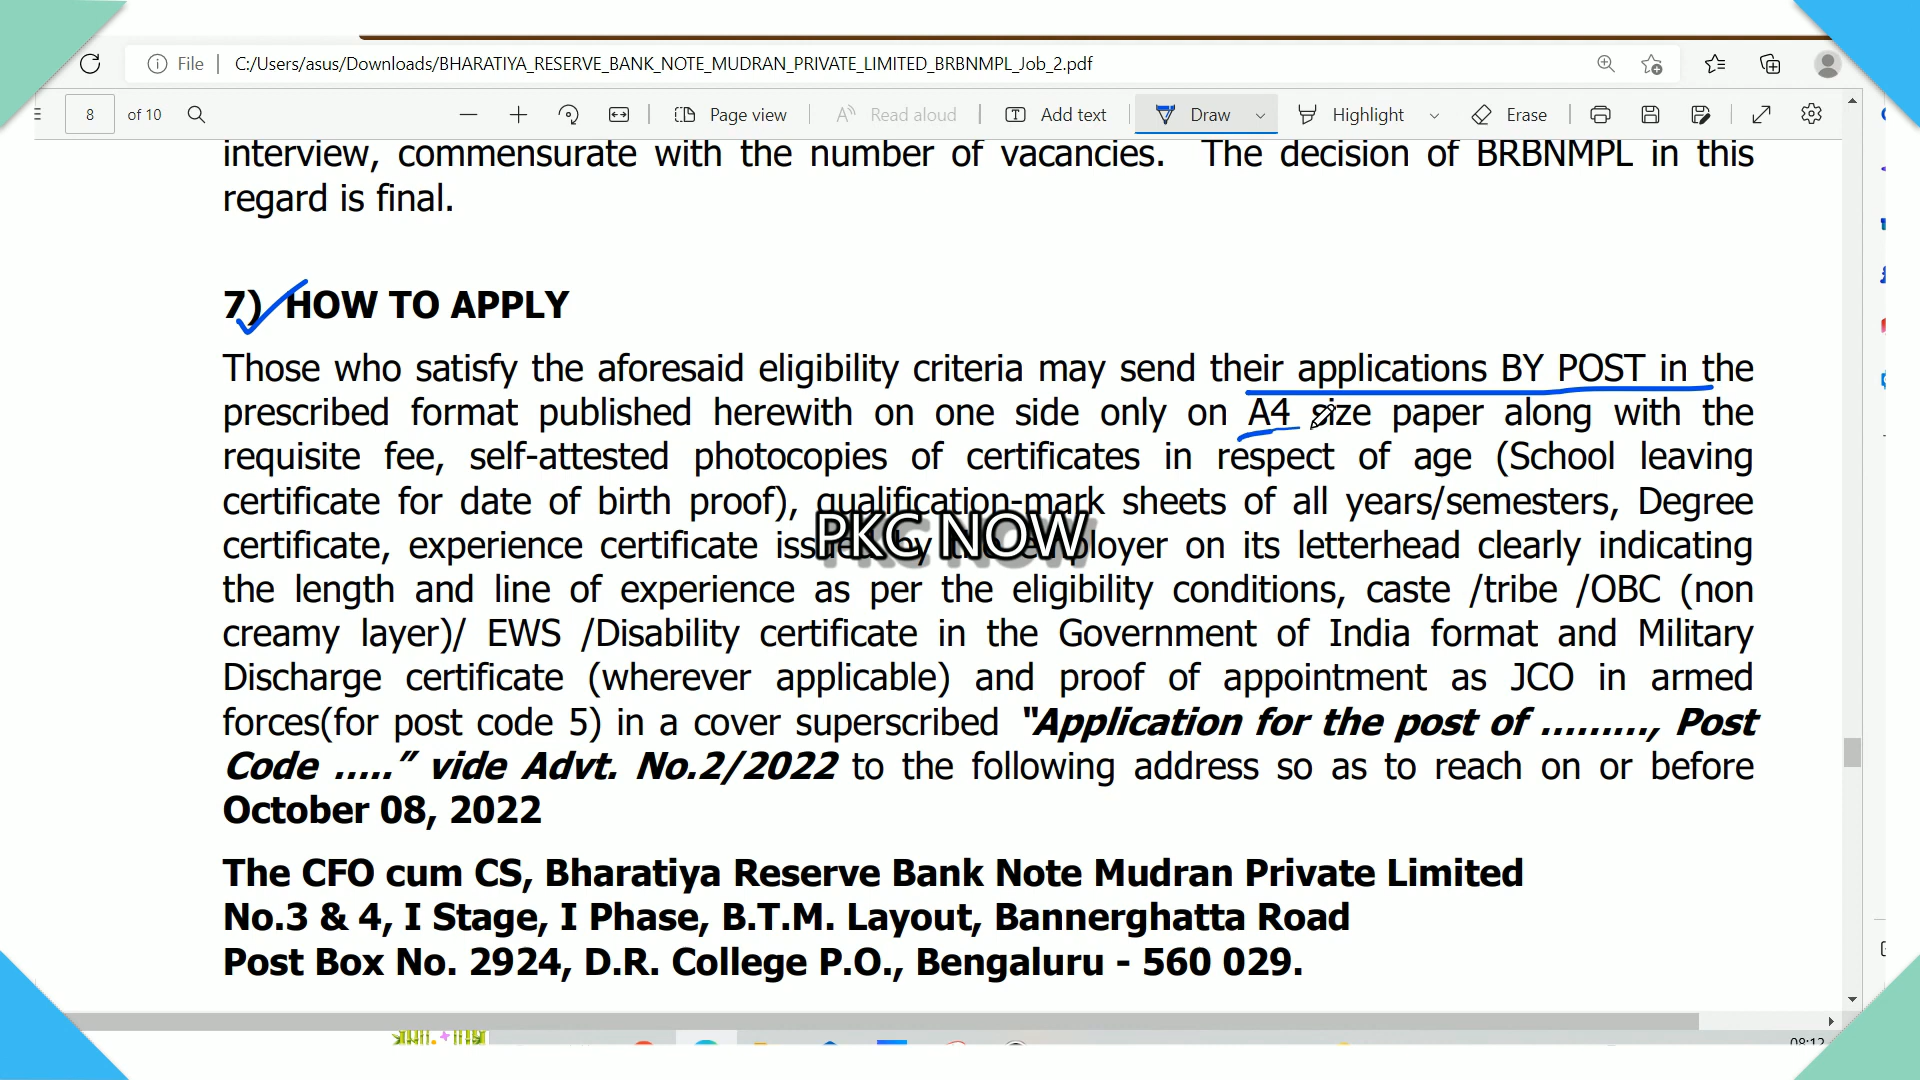 File
C:/Users/asus/Downloads/BHARATIYA_RESERVE_BANK_NOTE_MUDRAN_PRIVATE_LIMITED_BRBNMPL_Job_2.pdf
8 of 10
Page view
Read aloud
Add text
Draw
Highlight
Erase
interview, commensurate with the number of vacancies. The decision of BRBNMPL in this
regard is final.
7) HOW TO APPLY
Those who satisfy the aforesaid eligibility criteria may send their applications BY POST in the
prescribed format published herewith on one side only on A4 size paper along with the
requisite fee, self-attested photocopies of certificates in respect of age (School leaving
certificate for date of birth proof), qualification-mark sheets of all years/semesters, Degree
certificate, experience certificate issued by the employer on its letterhead clearly indicating
PKC NOW
the length and line of experience as per the eligibility conditions, caste /tribe /OBC (non
creamy layer)/ EWS /Disability certificate in the Government of India format and Military
Discharge certificate (wherever applicable) and proof of appointment as JCO in armed
forces(for post code 5) in a cover superscribed "Application for the post of ........., Post
Code ....." vide Advt. No.2/2022 to the following address so as to reach on or before
October 08, 2022
The CFO cum CS, Bharatiya Reserve Bank Note Mudran Private Limited
No.3 & 4, I Stage, I Phase, B.T.M. Layout, Bannerghatta Road
Post Box No. 2924, D.R. College P.O., Bengaluru - 560 029.
08:12